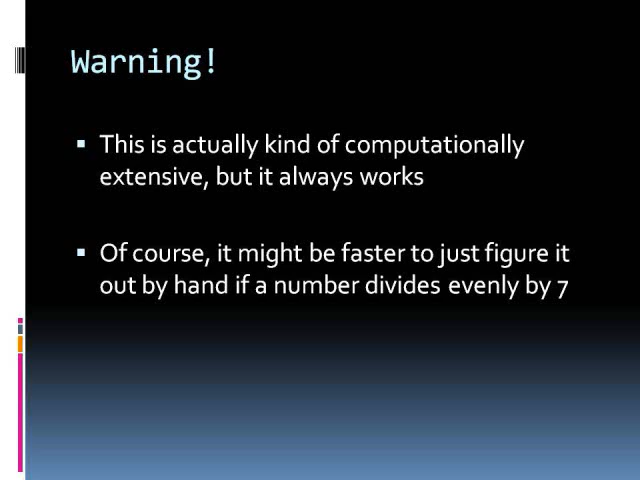 Warning!
This is actually kind of computationally
extensive, but it always works
Of course, it might be faster to just figure it
out by hand if a number divides evenly by 7